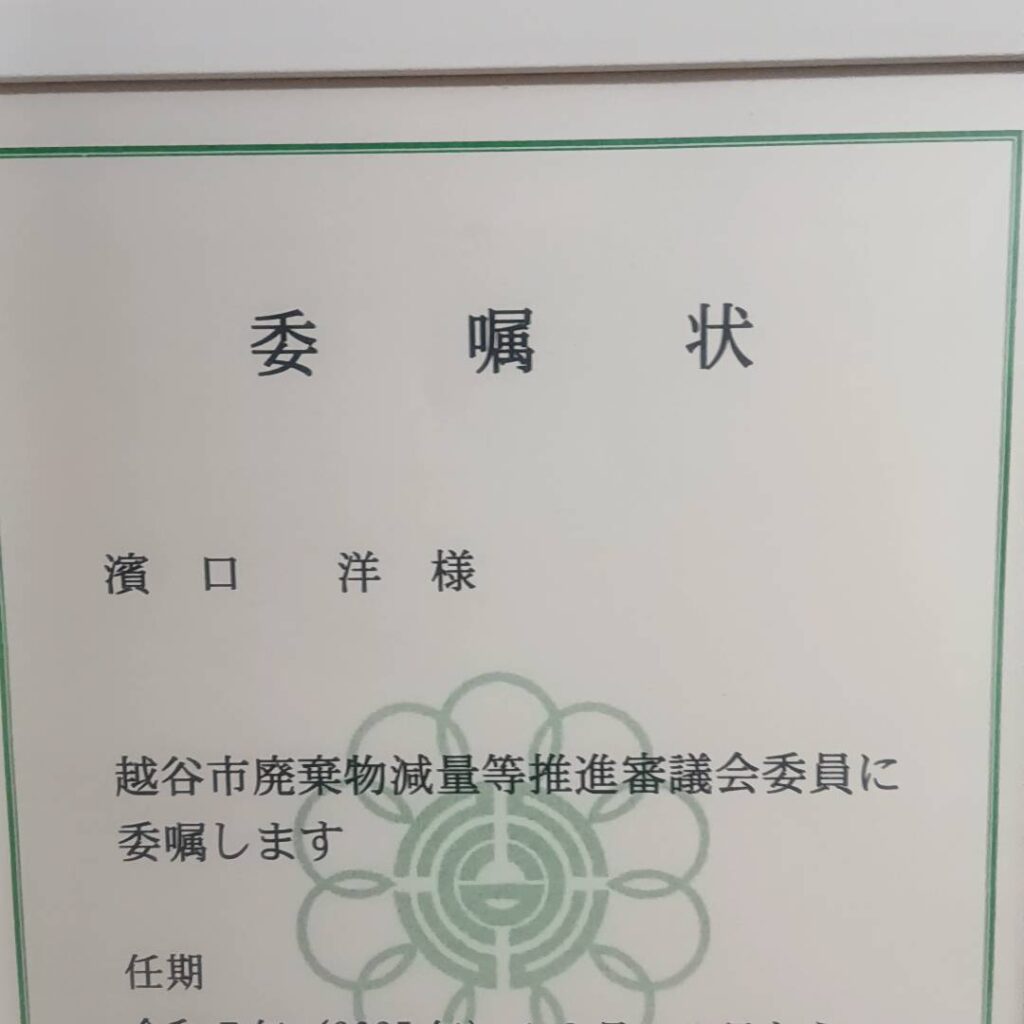 委嘱状
濱口 洋様
越谷市廃棄物減量等推進審議会委員に
委嘱します
任期